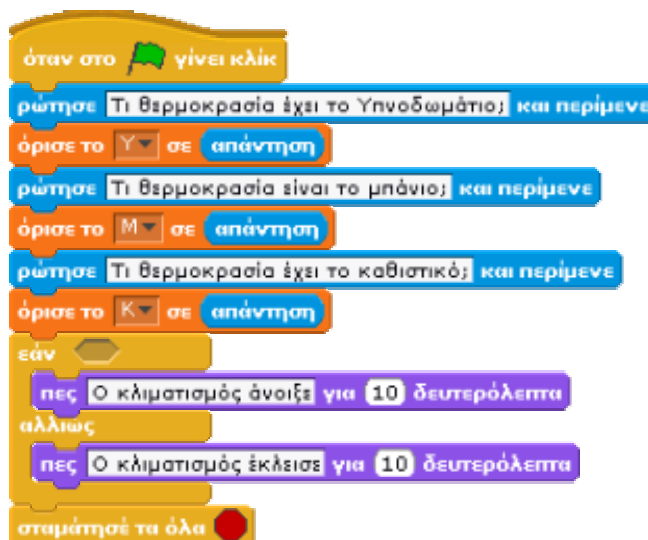 όταν στο γίνει κλίκ
ρώτησε Τι θερμοκρασία έχει το Υπνοδωμάτιο; και περίμενε
όρισε το Υ σε απάντηση
ρώτησε Τι θερμοκρασία είναι το μπάνιο; και περίμενε
όρισε το Μ σε απάντηση
ρώτησε Τι θερμοκρασία έχει το καθιστικό; και περίμενε
όρισε το Κ σε απάντηση
εάν
πες Ο κλιματισμός άνοιξε για 10 δευτερόλεπτα
αλλιώς
πες Ο κλιματισμός έκλεισε για 10 δευτερόλεπτα
σταμάτησέ τα όλα